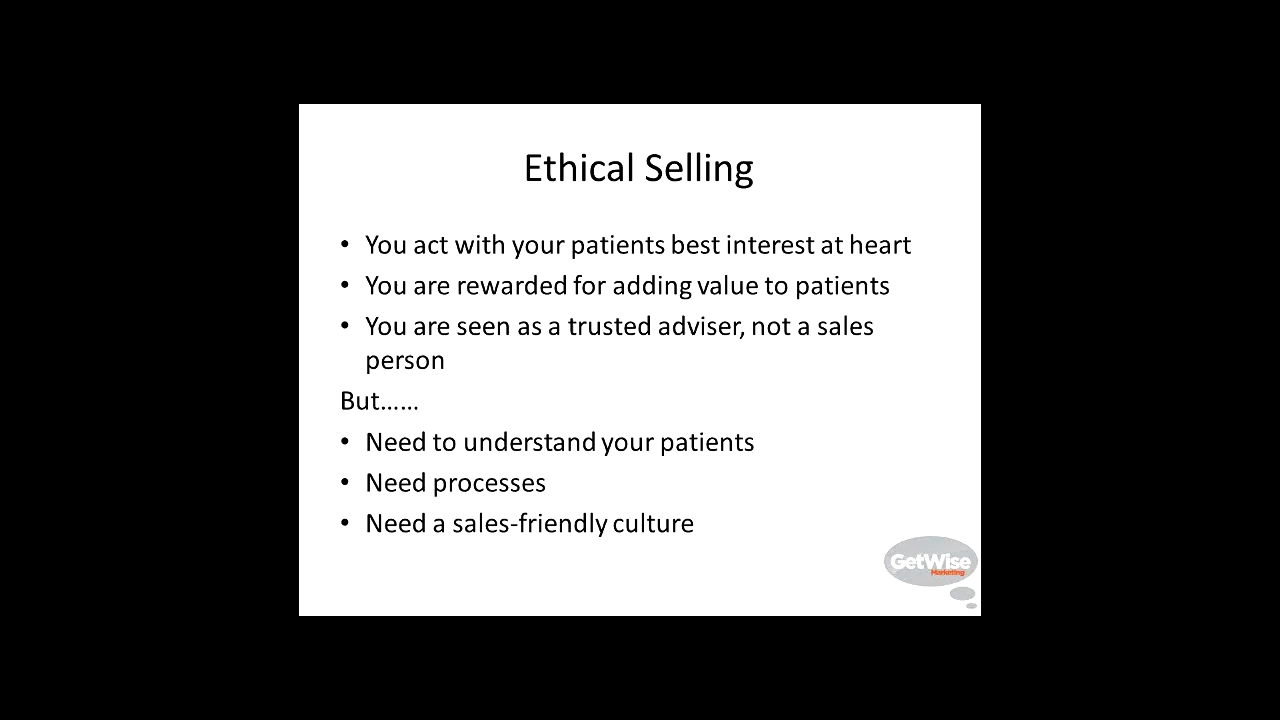 Ethical Selling
• You act with your patients best interest at heart
• You are rewarded for adding value to patients
• You are seen as a trusted adviser, not a sales
person
But......
• Need to understand your patients
• Need processes
• Need a sales-friendly culture
GetWise
Marketing